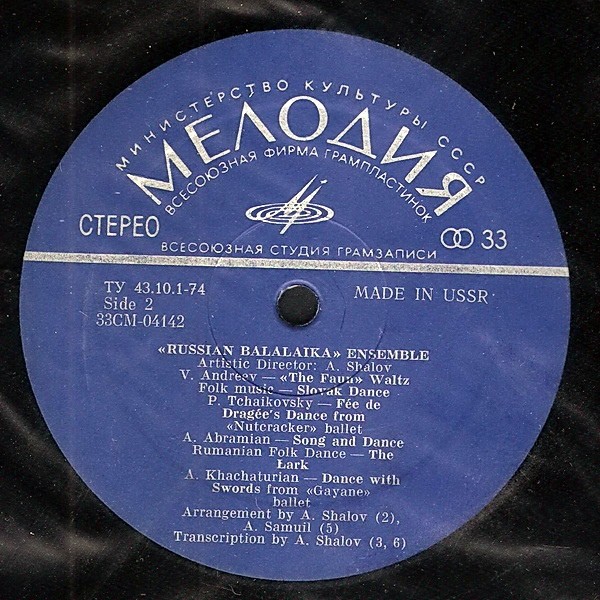 МИНИСТЕРСТВО КУЛЬТУРЫ СССР
МЕЛОДИЯ
ВСЕСОЮЗНАЯ ФИРМА ГРАМПЛАСТИНОК
СТЕРЕО
33
ВСЕСОЮЗНАЯ СТУДИЯ ГРАМЗАПИСИ
ТУ 43.10.1-74
Side 2
33СМ-04142
MADE IN USSR
«RUSSIAN BALALAIKA» ENSEMBLE
Artistic Director: A. Shalov
V. Andreev — «The Faun» Waltz
Folk music — Slovak Dance
P. Tchaikovsky — Fée de
Dragée's Dance from
«Nutcracker» ballet
A. Abramian — Song and Dance
Rumanian Folk Dance — The
Łark
A. Khachaturian — Dance with
Swords from «Gayane»
ballet
Arrangement by A. Shalov (2),
A. Samuil (5)
Transcription by A. Shalov (3, 6)